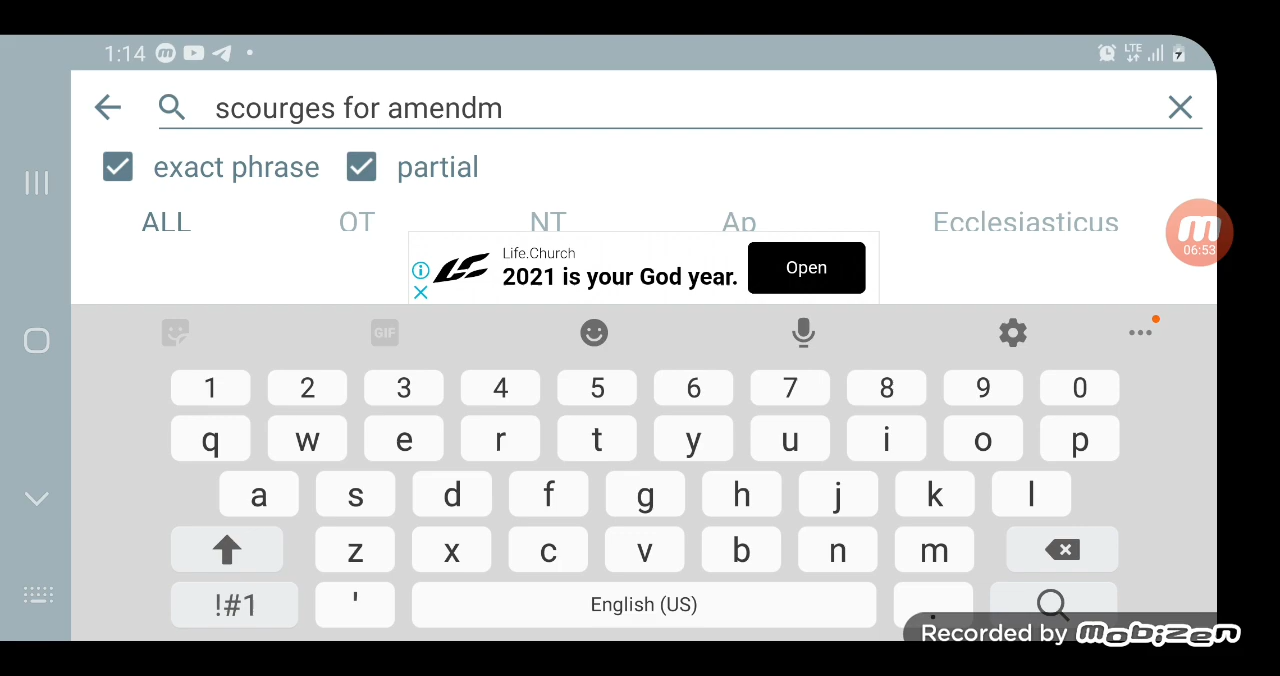 1:14
LTE
scourges for amendm
exact phrase partial
ALL OT NT Ap Ecclesiasticus
06:53
Life.Church
2021 is your God year.
Open
GIF
1 2 3 4 5 6 7 8 9 0
q w e r t y u i o p
a s d f g h j k l
z x c v b n m
!#1 ' English (US) .
Recorded by mobizen